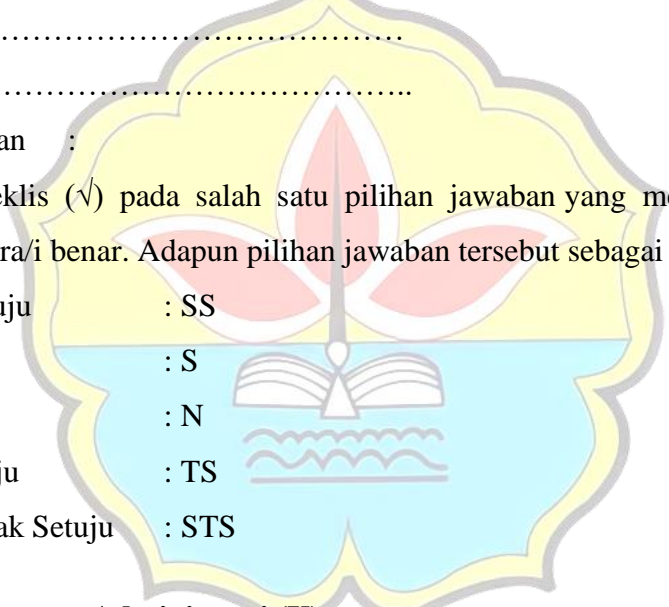 ……………………………………
……………………………………..
an :
eklis (√) pada salah satu pilihan jawaban yang m
ra/i benar. Adapun pilihan jawaban tersebut sebagai
uju : SS
: S
: N
ju : TS
ak Setuju : STS